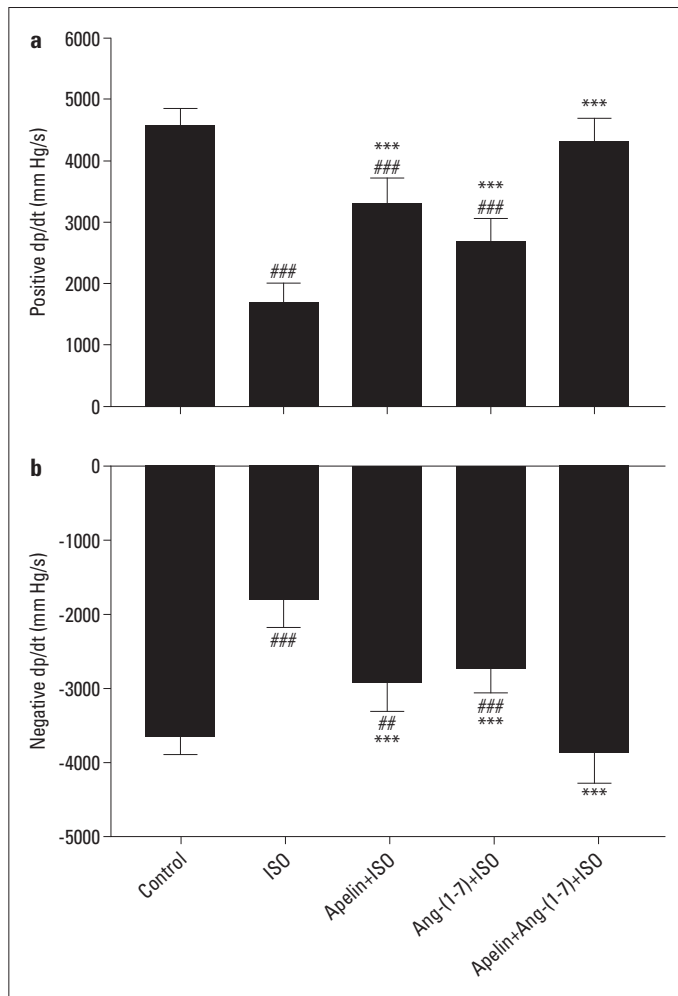 a
Positive dp/dt (mm Hg/s)
6000
5000
4000
3000
2000
1000
0
###
***
###
***
###
***
b
Negative dp/dt (mm Hg/s)
0
-1000
-2000
-3000
-4000
-5000
###
##
***
###
***
***
Control
ISO
Apelin+ISO
Ang-(1-7)+ISO
Apelin+Ang-(1-7)+ISO